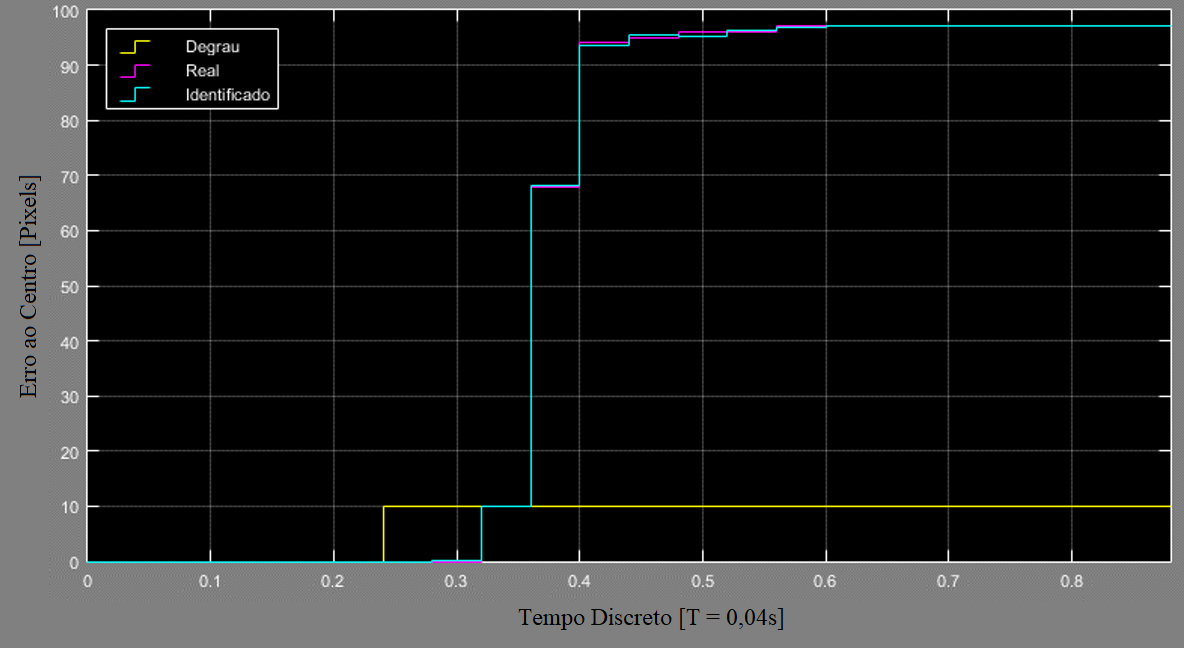 100
90
80
70
60
50
40
30
20
10
0
Degrau
Real
Identificado
Erro ao Centro [Pixels]
0 0.1 0.2 0.3 0.4 0.5 0.6 0.7 0.8
Tempo Discreto [T = 0,04s]